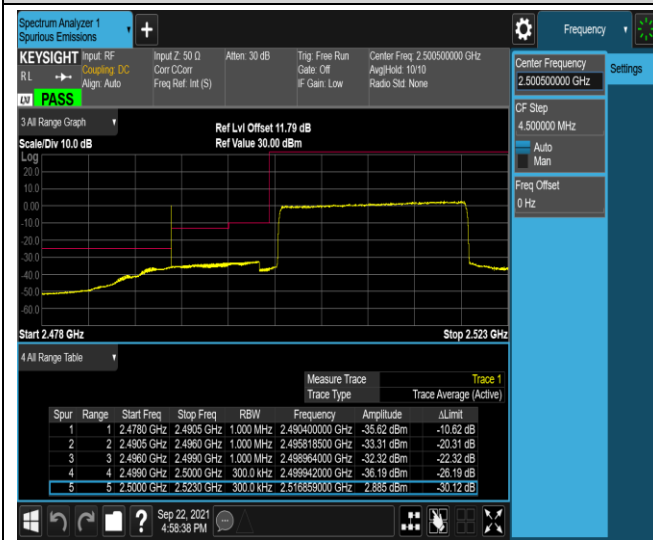 Spectrum Analyzer 1
Spurious Emissions
+
Frequency
KEYSIGHT
RL
LXI PASS
Input: RF
Coupling: DC
Align: Auto
Input Z: 50 Ω
Corr CCorr
Freq Ref: Int (S)
Atten: 30 dB
Trig: Free Run
Gate: Off
IF Gain: Low
Center Freq: 2.500500000 GHz
Avg|Hold: 10/10
Radio Std: None
Center Frequency
2.500500000 GHz
Settings
CF Step
4.500000 MHz
Auto
Man
Freq Offset
0 Hz
3 All Range Graph
Scale/Div 10.0 dB
Ref Lvl Offset 11.79 dB
Ref Value 30.00 dBm
Log
20.0
10.0
0.00
-10.0
-20.0
-30.0
-40.0
-50.0
-60.0
Start 2.478 GHz
Stop 2.523 GHz
4 All Range Table
Measure Trace Trace 1
Trace Type Trace Average (Active)
Spur Range Start Freq Stop Freq RBW Frequency Amplitude ΔLimit
1 1 2.4780 GHz 2.4905 GHz 1.000 MHz 2.490400000 GHz -35.62 dBm -10.62 dB
2 2 2.4905 GHz 2.4960 GHz 1.000 MHz 2.495818500 GHz -33.31 dBm -20.31 dB
3 3 2.4960 GHz 2.4990 GHz 1.000 MHz 2.498964000 GHz -32.32 dBm -22.32 dB
4 4 2.4990 GHz 2.5000 GHz 300.0 kHz 2.499942000 GHz -36.19 dBm -26.19 dB
5 5 2.5000 GHz 2.5230 GHz 300.0 kHz 2.516859000 GHz 2.885 dBm -30.12 dB
?
Sep 22, 2021
4:58:38 PM